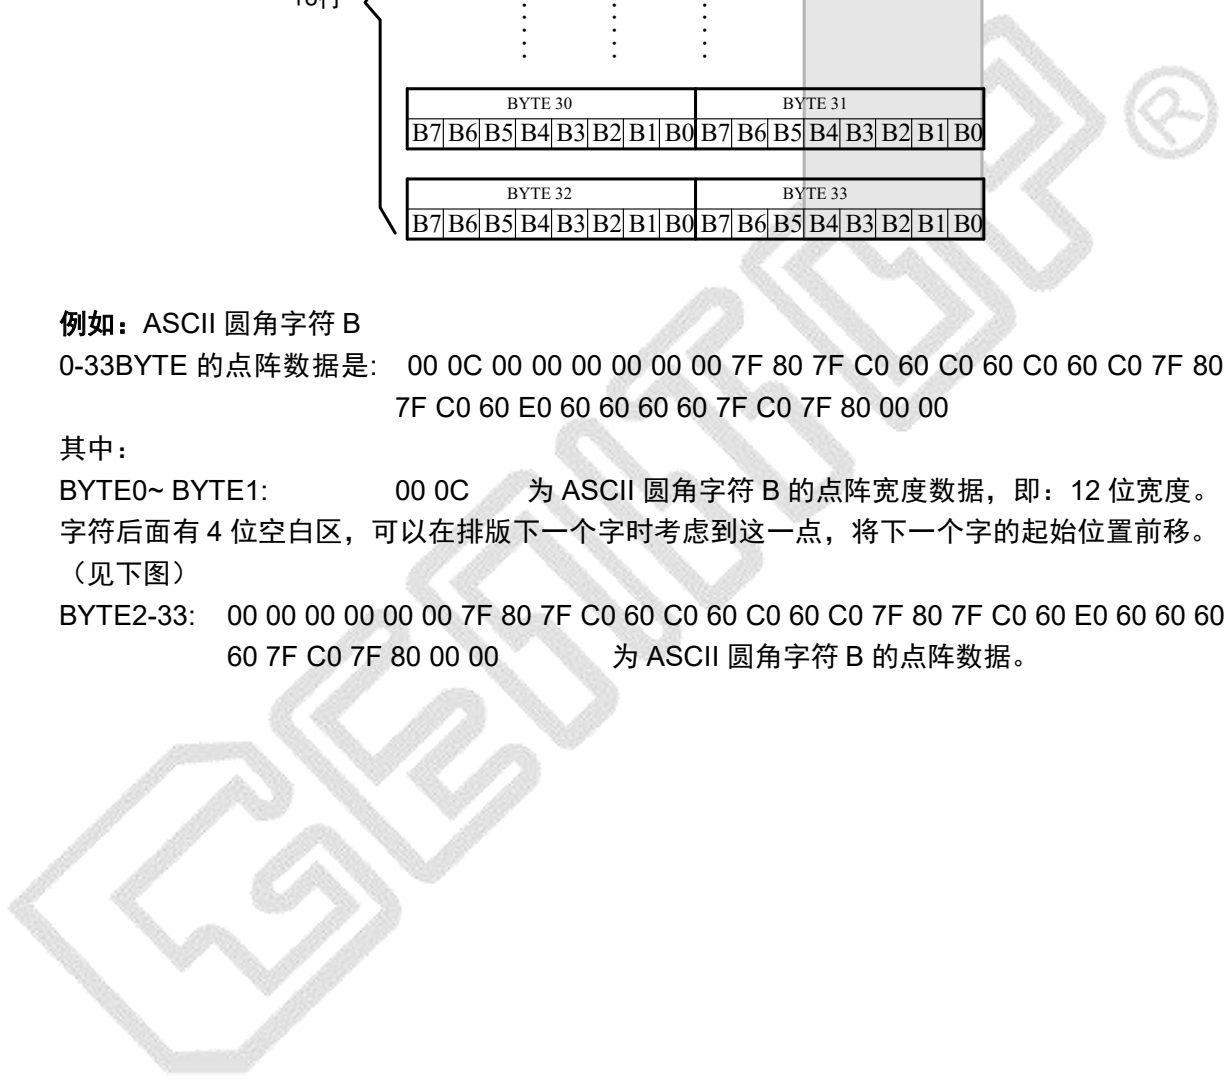 BYTE 30 BYTE 31
B7 B6 B5 B4 B3 B2 B1 B0 B7 B6 B5 B4 B3 B2 B1 B0
BYTE 32 BYTE 33
B7 B6 B5 B4 B3 B2 B1 B0 B7 B6 B5 B4 B3 B2 B1 B0
例如：ASCII 圆角字符 B
0-33BYTE 的点阵数据是: 00 0C 00 00 00 00 00 00 7F 80 7F C0 60 C0 60 C0 60 C0 7F 80
7F C0 60 E0 60 60 60 60 7F C0 7F 80 00 00
其中：
BYTE0~ BYTE1: 00 0C 为 ASCII 圆角字符 B 的点阵宽度数据，即：12 位宽度。
字符后面有 4 位空白区，可以在排版下一个字时考虑到这一点，将下一个字的起始位置前移。
（见下图）
BYTE2-33: 00 00 00 00 00 00 7F 80 7F C0 60 C0 60 C0 60 C0 7F 80 7F C0 60 E0 60 60 60
60 7F C0 7F 80 00 00 为 ASCII 圆角字符 B 的点阵数据。